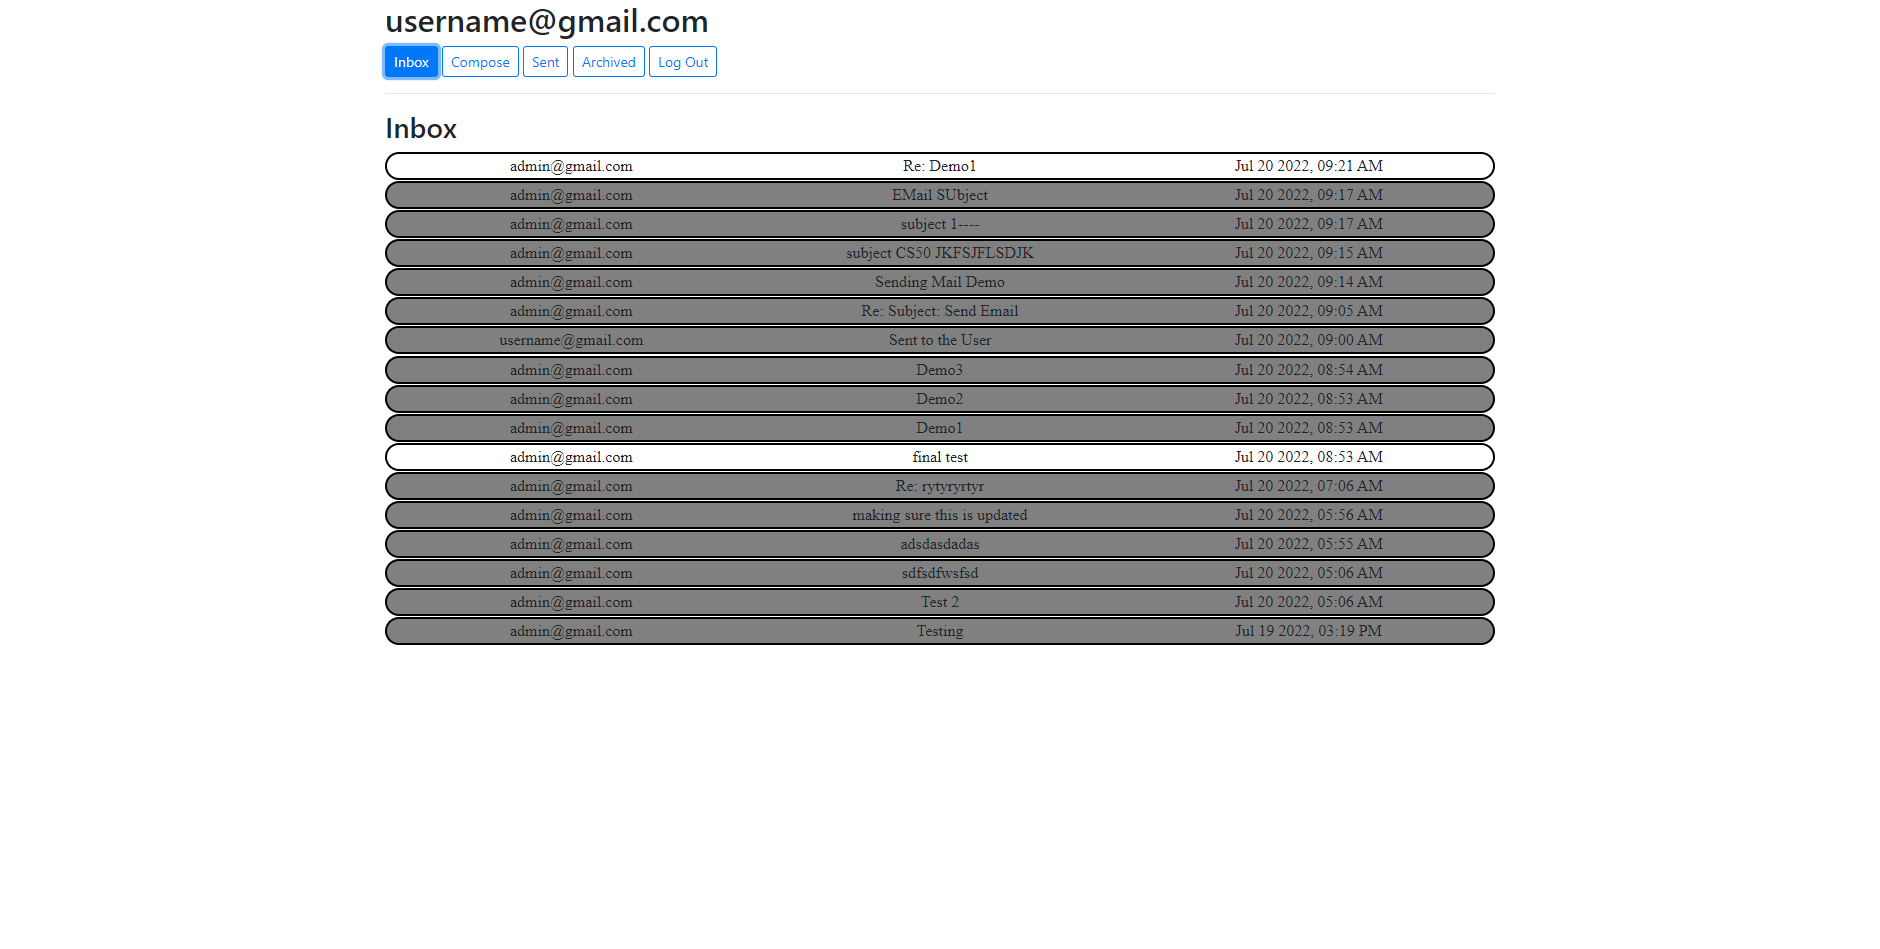 username@gmail.com
Inbox Compose Sent Archived Log Out
Inbox
admin@gmail.com Re: Demo1 Jul 20 2022, 09:21 AM
admin@gmail.com EMail SUbject Jul 20 2022, 09:17 AM
admin@gmail.com subject 1---- Jul 20 2022, 09:17 AM
admin@gmail.com subject CS50 JKFSJFLSDJK Jul 20 2022, 09:15 AM
admin@gmail.com Sending Mail Demo Jul 20 2022, 09:14 AM
admin@gmail.com Re: Subject: Send Email Jul 20 2022, 09:05 AM
username@gmail.com Sent to the User Jul 20 2022, 09:00 AM
admin@gmail.com Demo3 Jul 20 2022, 08:54 AM
admin@gmail.com Demo2 Jul 20 2022, 08:53 AM
admin@gmail.com Demo1 Jul 20 2022, 08:53 AM
admin@gmail.com final test Jul 20 2022, 08:53 AM
admin@gmail.com Re: rytyryrtyr Jul 20 2022, 07:06 AM
admin@gmail.com making sure this is updated Jul 20 2022, 05:56 AM
admin@gmail.com adsdasdadas Jul 20 2022, 05:55 AM
admin@gmail.com sdfsdfwsfsd Jul 20 2022, 05:06 AM
admin@gmail.com Test 2 Jul 20 2022, 05:06 AM
admin@gmail.com Testing Jul 19 2022, 03:19 PM